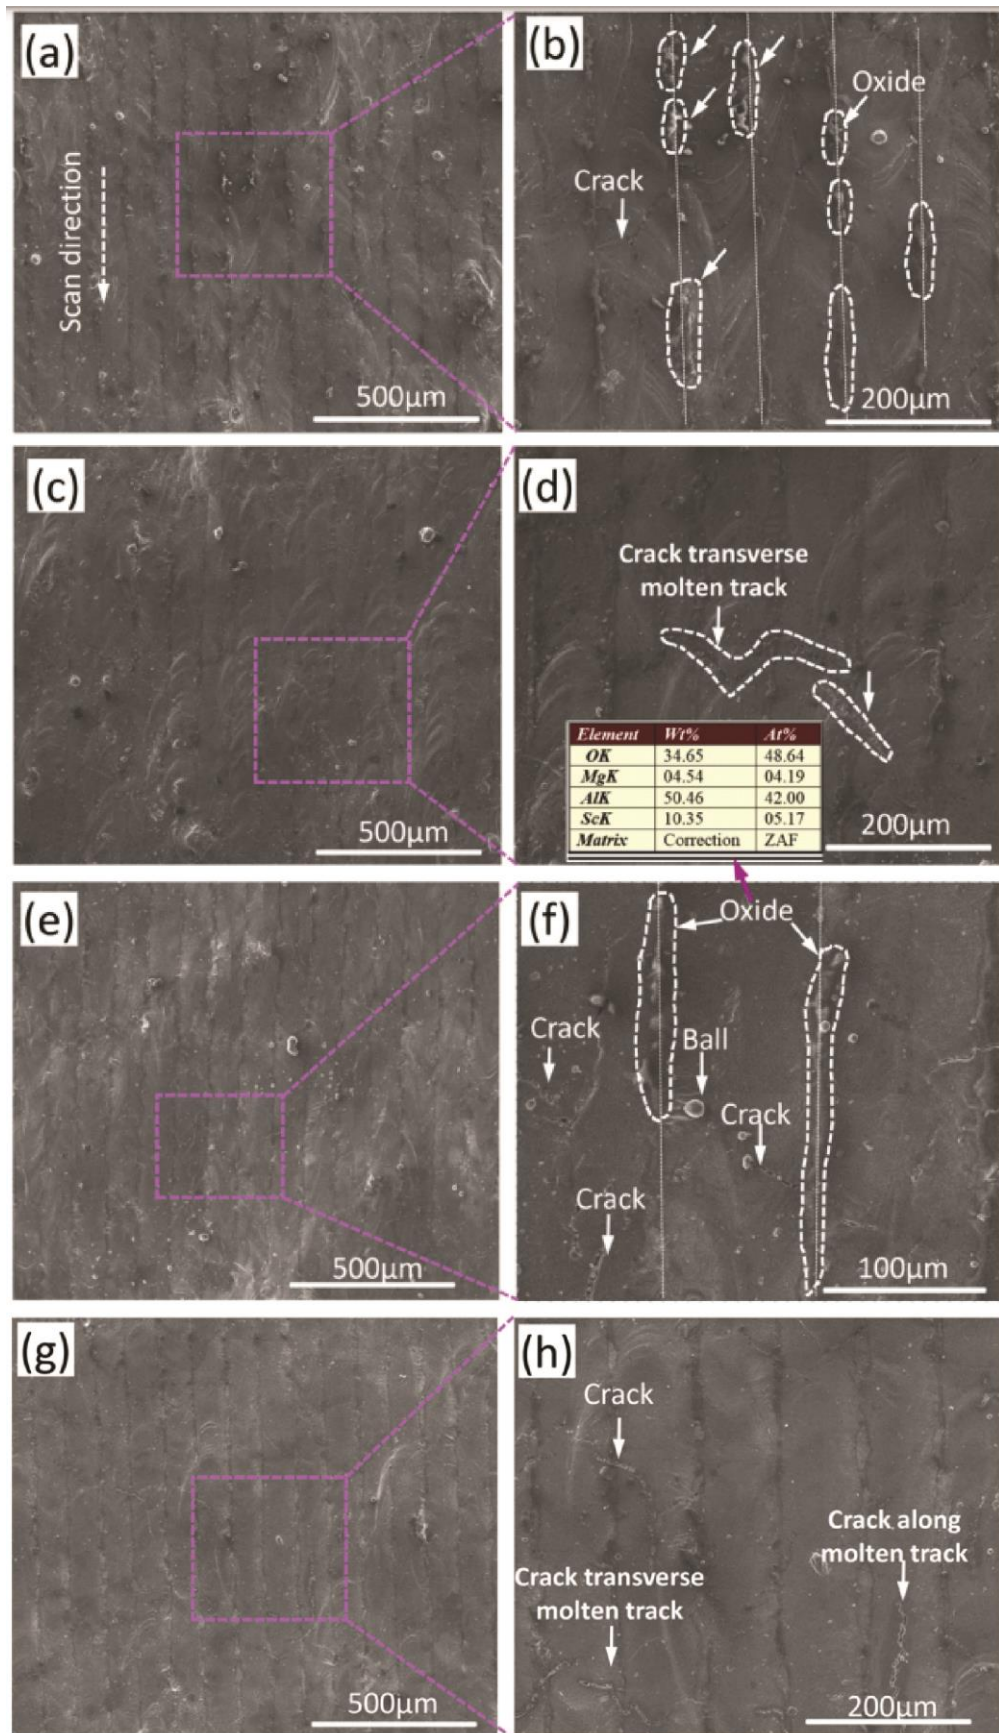 (a)
Scan direction
500μm
(b)
Oxide
Crack
200μm
(c)
500μm
(d)
Crack transverse
molten track
Element Wt% At%
OK 34.65 48.64
MgK 04.54 04.19
AlK 50.46 42.00
ScK 10.35 05.17
Matrix Correction ZAF
200μm
(e)
500μm
(f)
Oxide
Crack
Ball
Crack
Crack
100μm
(g)
500μm
(h)
Crack
Crack along
molten track
Crack transverse
molten track
200μm